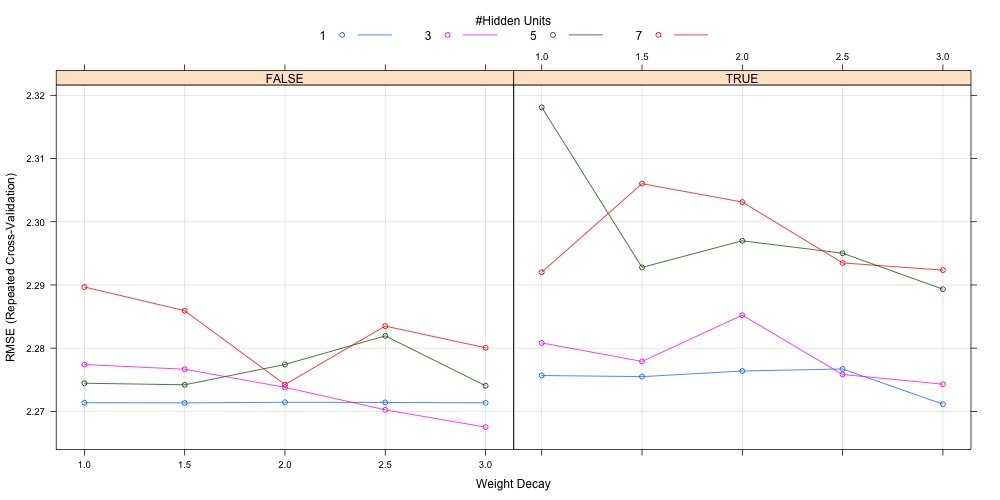 #Hidden Units
1 3 5 7
1.0 1.5 2.0 2.5 3.0
FALSE TRUE
2.32
2.31
2.30
2.29
2.28
2.27
RMSE (Repeated Cross-Validation)
1.0 1.5 2.0 2.5 3.0
Weight Decay